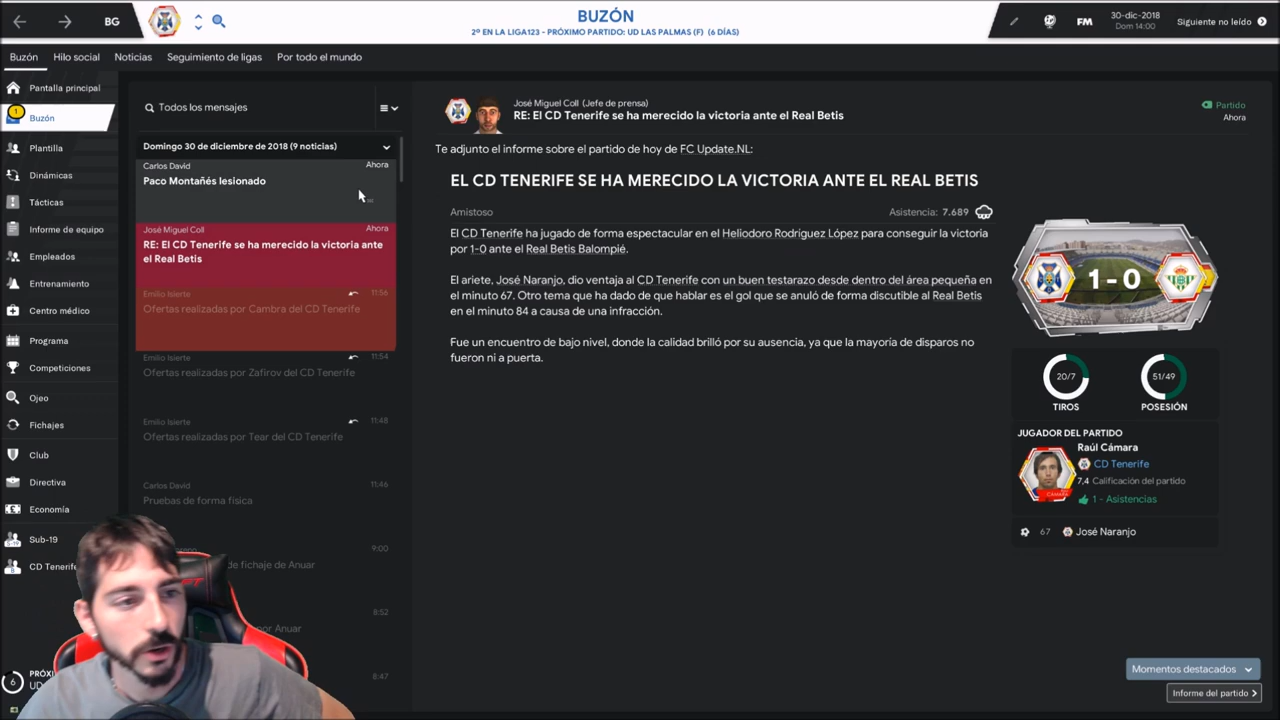 BG
BUZÓN
2º EN LA LIGA123 - PRÓXIMO PARTIDO: UD LAS PALMAS (F) (6 DÍAS)
FM
30-dic-2018
Dom 14:00
Siguiente no leído
Buzón
Hilo social
Noticias
Seguimiento de ligas
Por todo el mundo
Pantalla principal
1
Buzón
Plantilla
Dinámicas
Tácticas
Informe de equipo
Empleados
Entrenamiento
Centro médico
Programa
Competiciones
Ojeo
Fichajes
Club
Directiva
Economía
Sub-19
CD Tenerife
6
UD
Todos los mensajes
Domingo 30 de diciembre de 2018 (9 noticias)
Carlos David
Ahora
Paco Montañés lesionado
José Miguel Coll
Ahora
RE: El CD Tenerife se ha merecido la victoria ante
el Real Betis
Emilio Isierte
11:56
Ofertas realizadas por Cambra del CD Tenerife
Emilio Isierte
11:54
Ofertas realizadas por Zafirov del CD Tenerife
Emilio Isierte
11:48
Ofertas realizadas por Tear del CD Tenerife
Carlos David
11:46
Pruebas de forma física
9:00
de fichaje de Anuar
8:52
por Anuar
8:47
José Miguel Coll (Jefe de prensa)
RE: El CD Tenerife se ha merecido la victoria ante el Real Betis
Partido
Ahora
Te adjunto el informe sobre el partido de hoy de FC Update.NL:
EL CD TENERIFE SE HA MERECIDO LA VICTORIA ANTE EL REAL BETIS
Amistoso
Asistencia: 7.689
El CD Tenerife ha jugado de forma espectacular en el Heliodoro Rodríguez López para conseguir la victoria
por 1-0 ante el Real Betis Balompié.
El ariete, José Naranjo, dio ventaja al CD Tenerife con un buen testarazo desde dentro del área pequeña en
el minuto 67. Otro tema que ha dado de que hablar es el gol que se anuló de forma discutible al Real Betis
en el minuto 84 a causa de una infracción.
Fue un encuentro de bajo nivel, donde la calidad brilló por su ausencia, ya que la mayoría de disparos no
fueron ni a puerta.
1 - 0
20/7
TIROS
51/49
POSESIÓN
JUGADOR DEL PARTIDO
Raúl Cámara
CD Tenerife
7,4 Calificación del partido
1 - Asistencias
CÁMARA
67 José Naranjo
Momentos destacados
Informe del partido